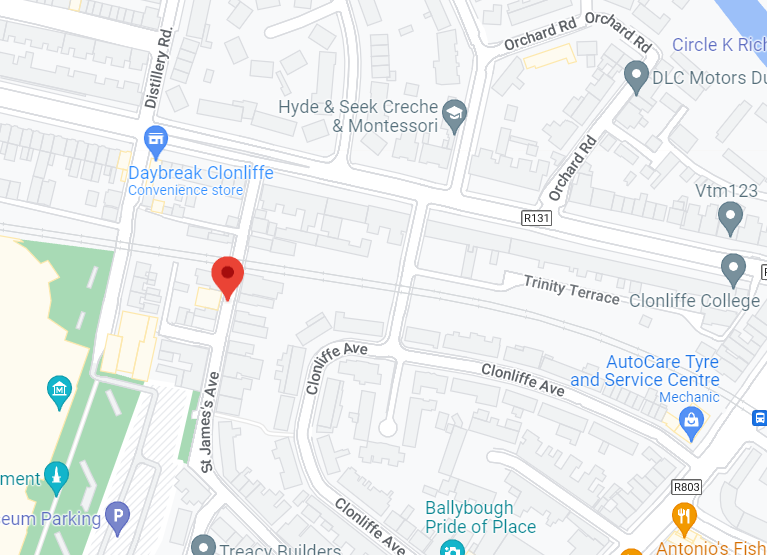 Orchard Rd
Orchard Rd
Distillery Rd.
Circle K Rich
DLC Motors Du
Hyde & Seek Creche
& Montessori
Orchard Rd
Daybreak Clonliffe
Convenience store
Vtm123
R131
Trinity Terrace
Clonliffe College
Clonliffe Ave
AutoCare Tyre
and Service Centre
Mechanic
Clonliffe Ave
St James's Ave
R803
ment
Ballybough
Pride of Place
eum Parking
P
Clonliffe Ave
Antonio's Fish
Treacy Builders